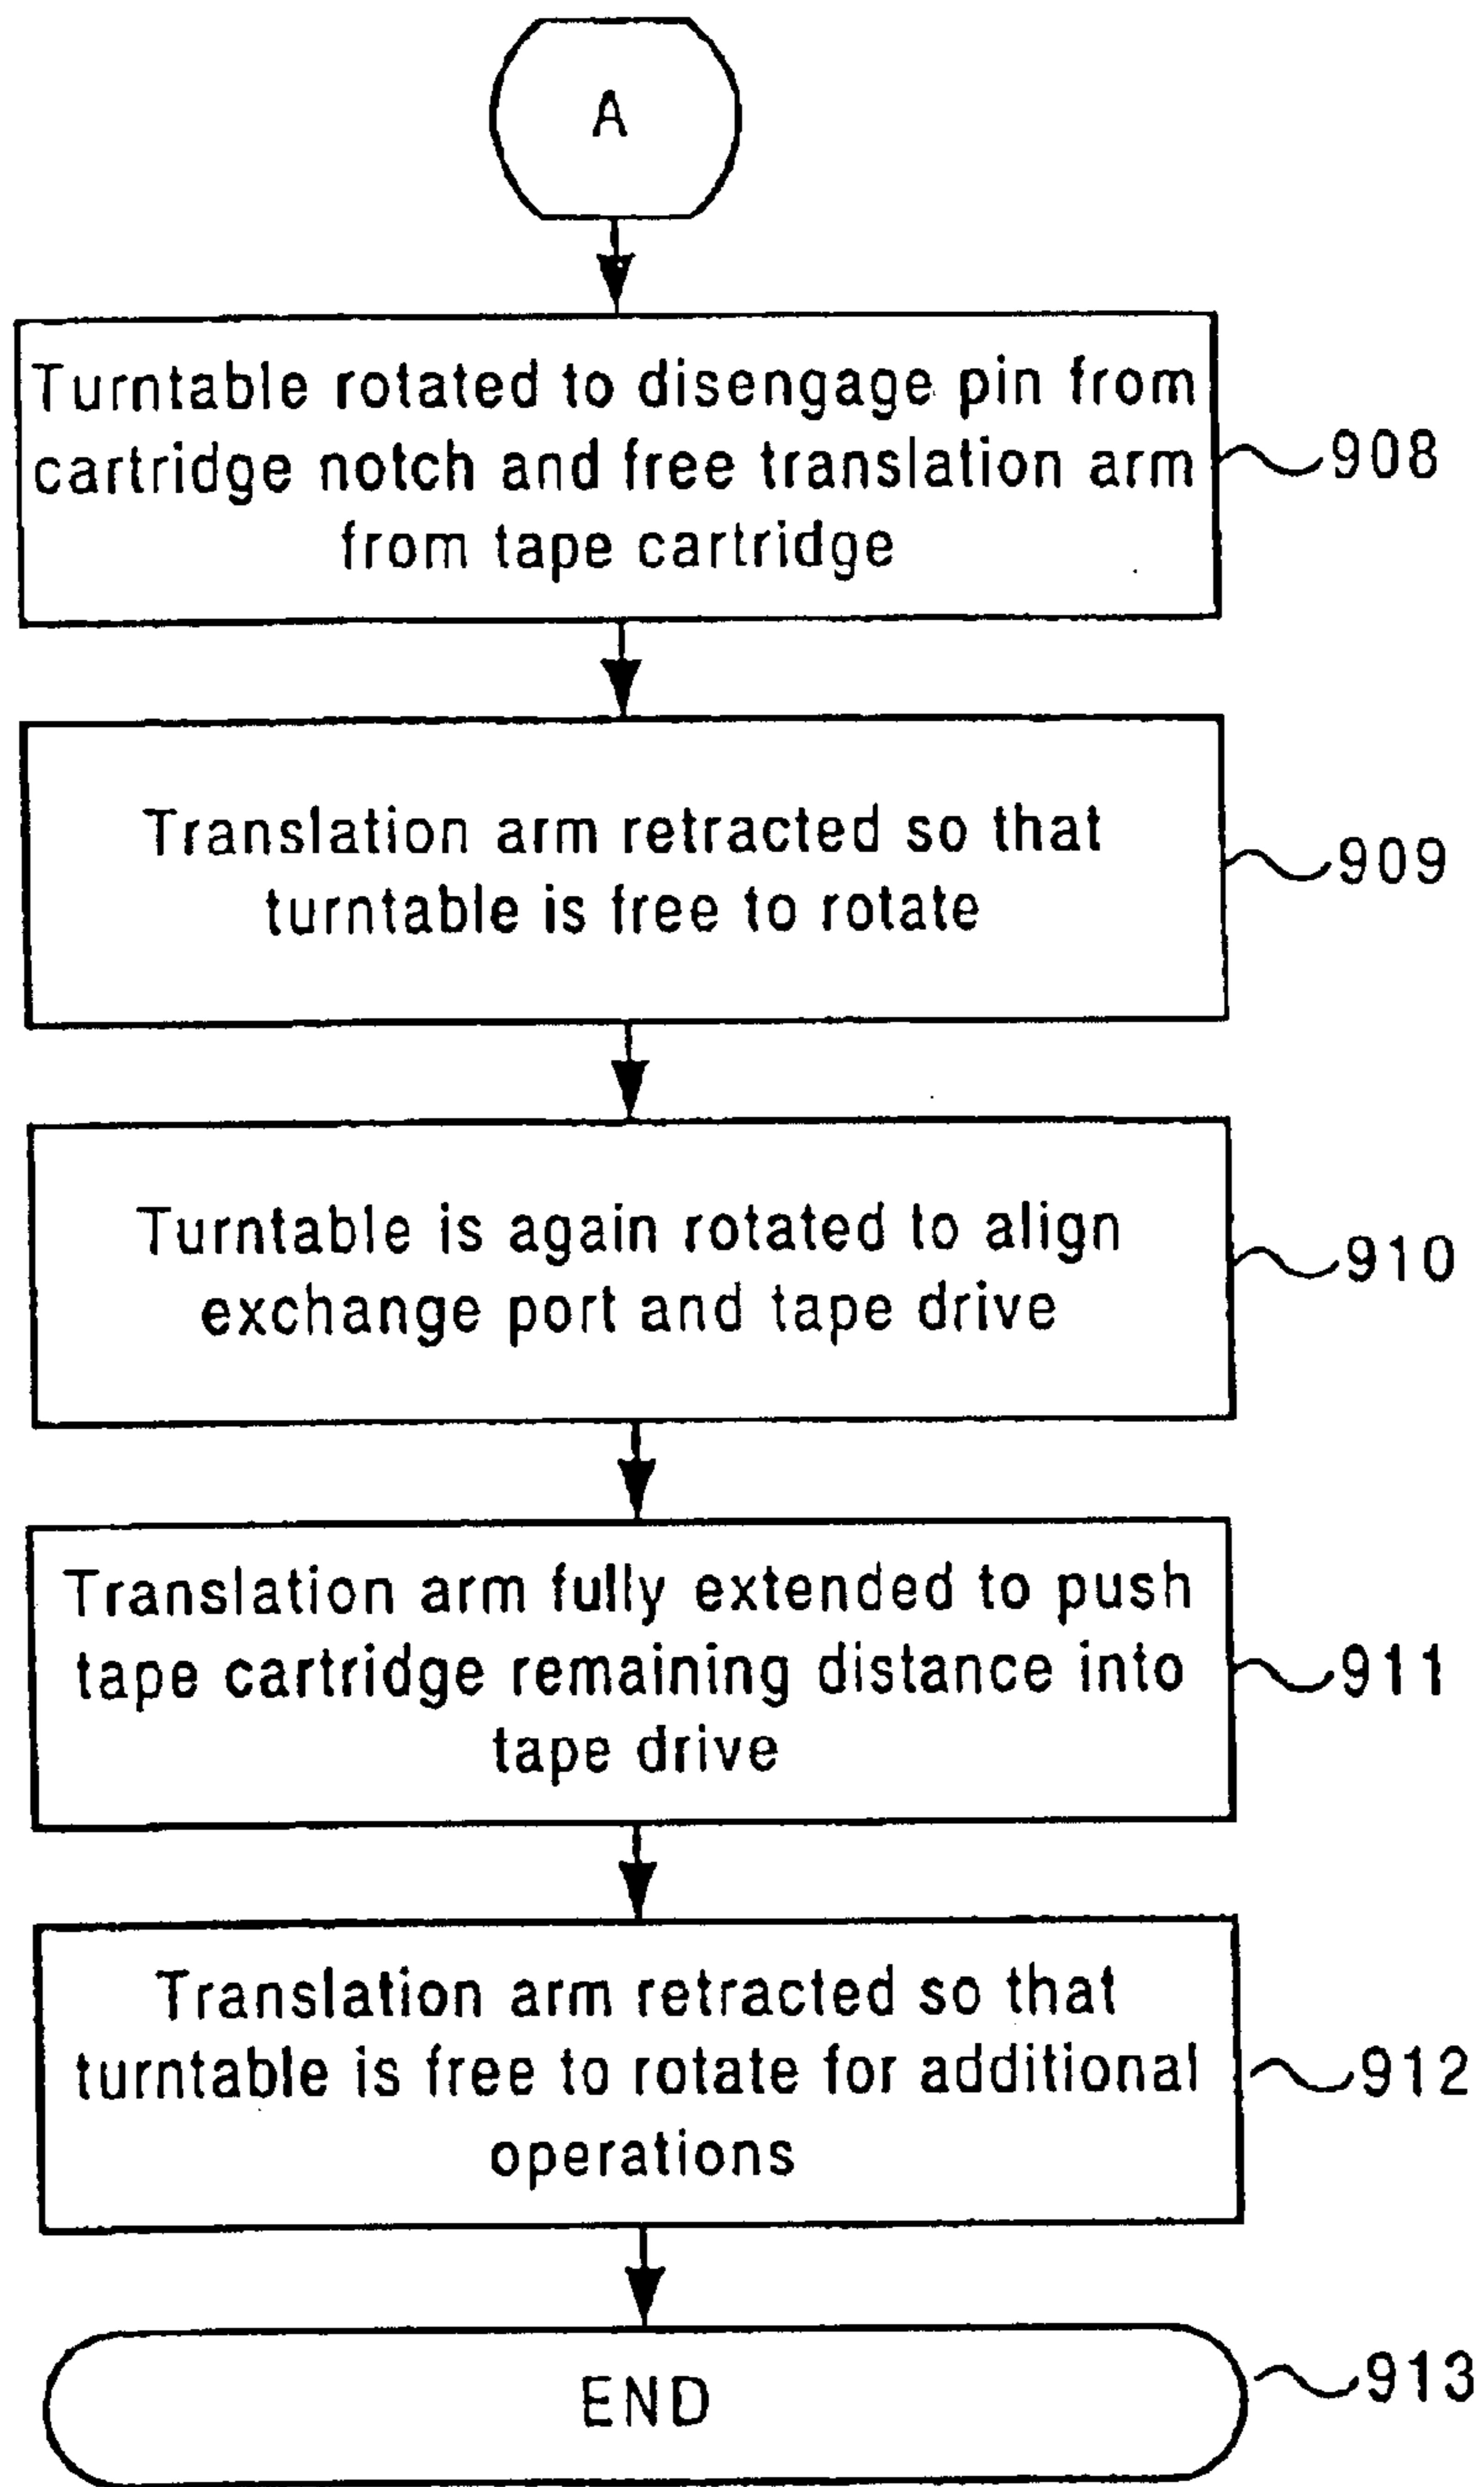 A
Turntable rotated to disengage pin from
cartridge notch and free translation arm
from tape cartridge
908
Translation arm retracted so that
turntable is free to rotate
909
Turntable is again rotated to align
exchange port and tape drive
910
Translation arm fully extended to push
tape cartridge remaining distance into
tape drive
911
Translation arm retracted so that
turntable is free to rotate for additional
operations
912
END
913